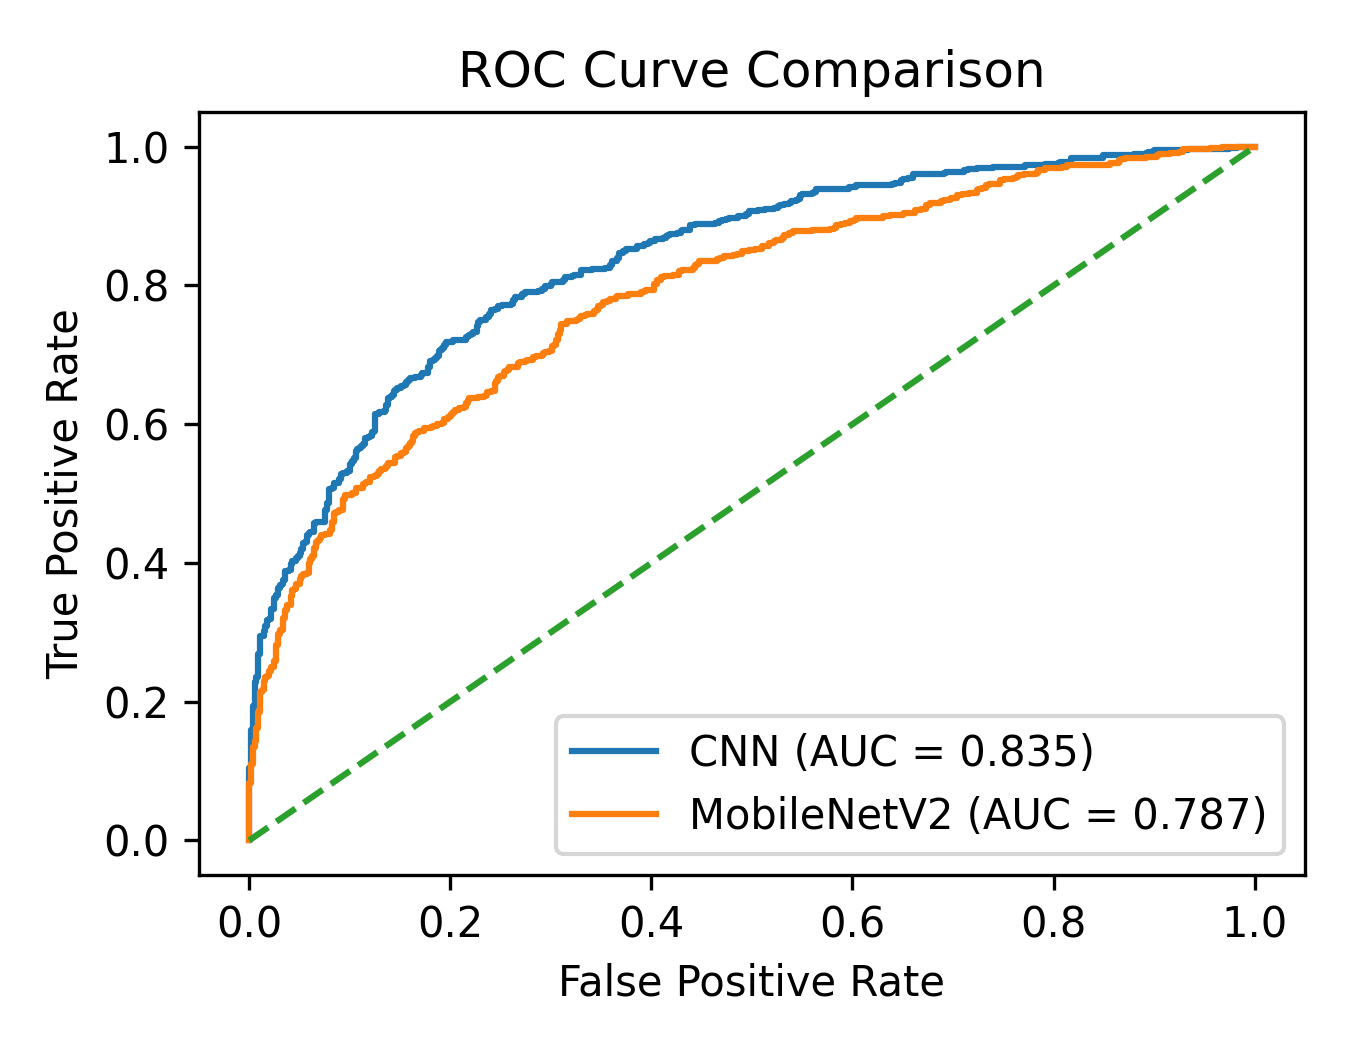 ROC Curve Comparison
True Positive Rate
1.0
0.8
0.6
0.4
0.2
0.0
CNN (AUC = 0.835)
MobileNetV2 (AUC = 0.787)
0.0 0.2 0.4 0.6 0.8 1.0
False Positive Rate